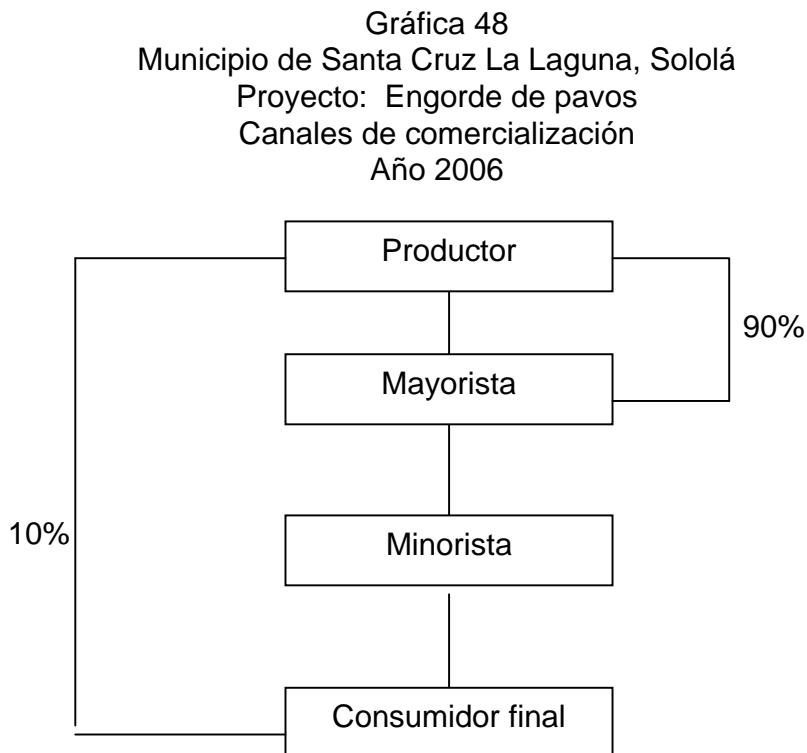 Gráfica 48
Municipio de Santa Cruz La Laguna, Sololá
Proyecto:  Engorde de pavos
Canales de comercialización
Año 2006
Productor
90%
Mayorista
10%
Minorista
Consumidor final